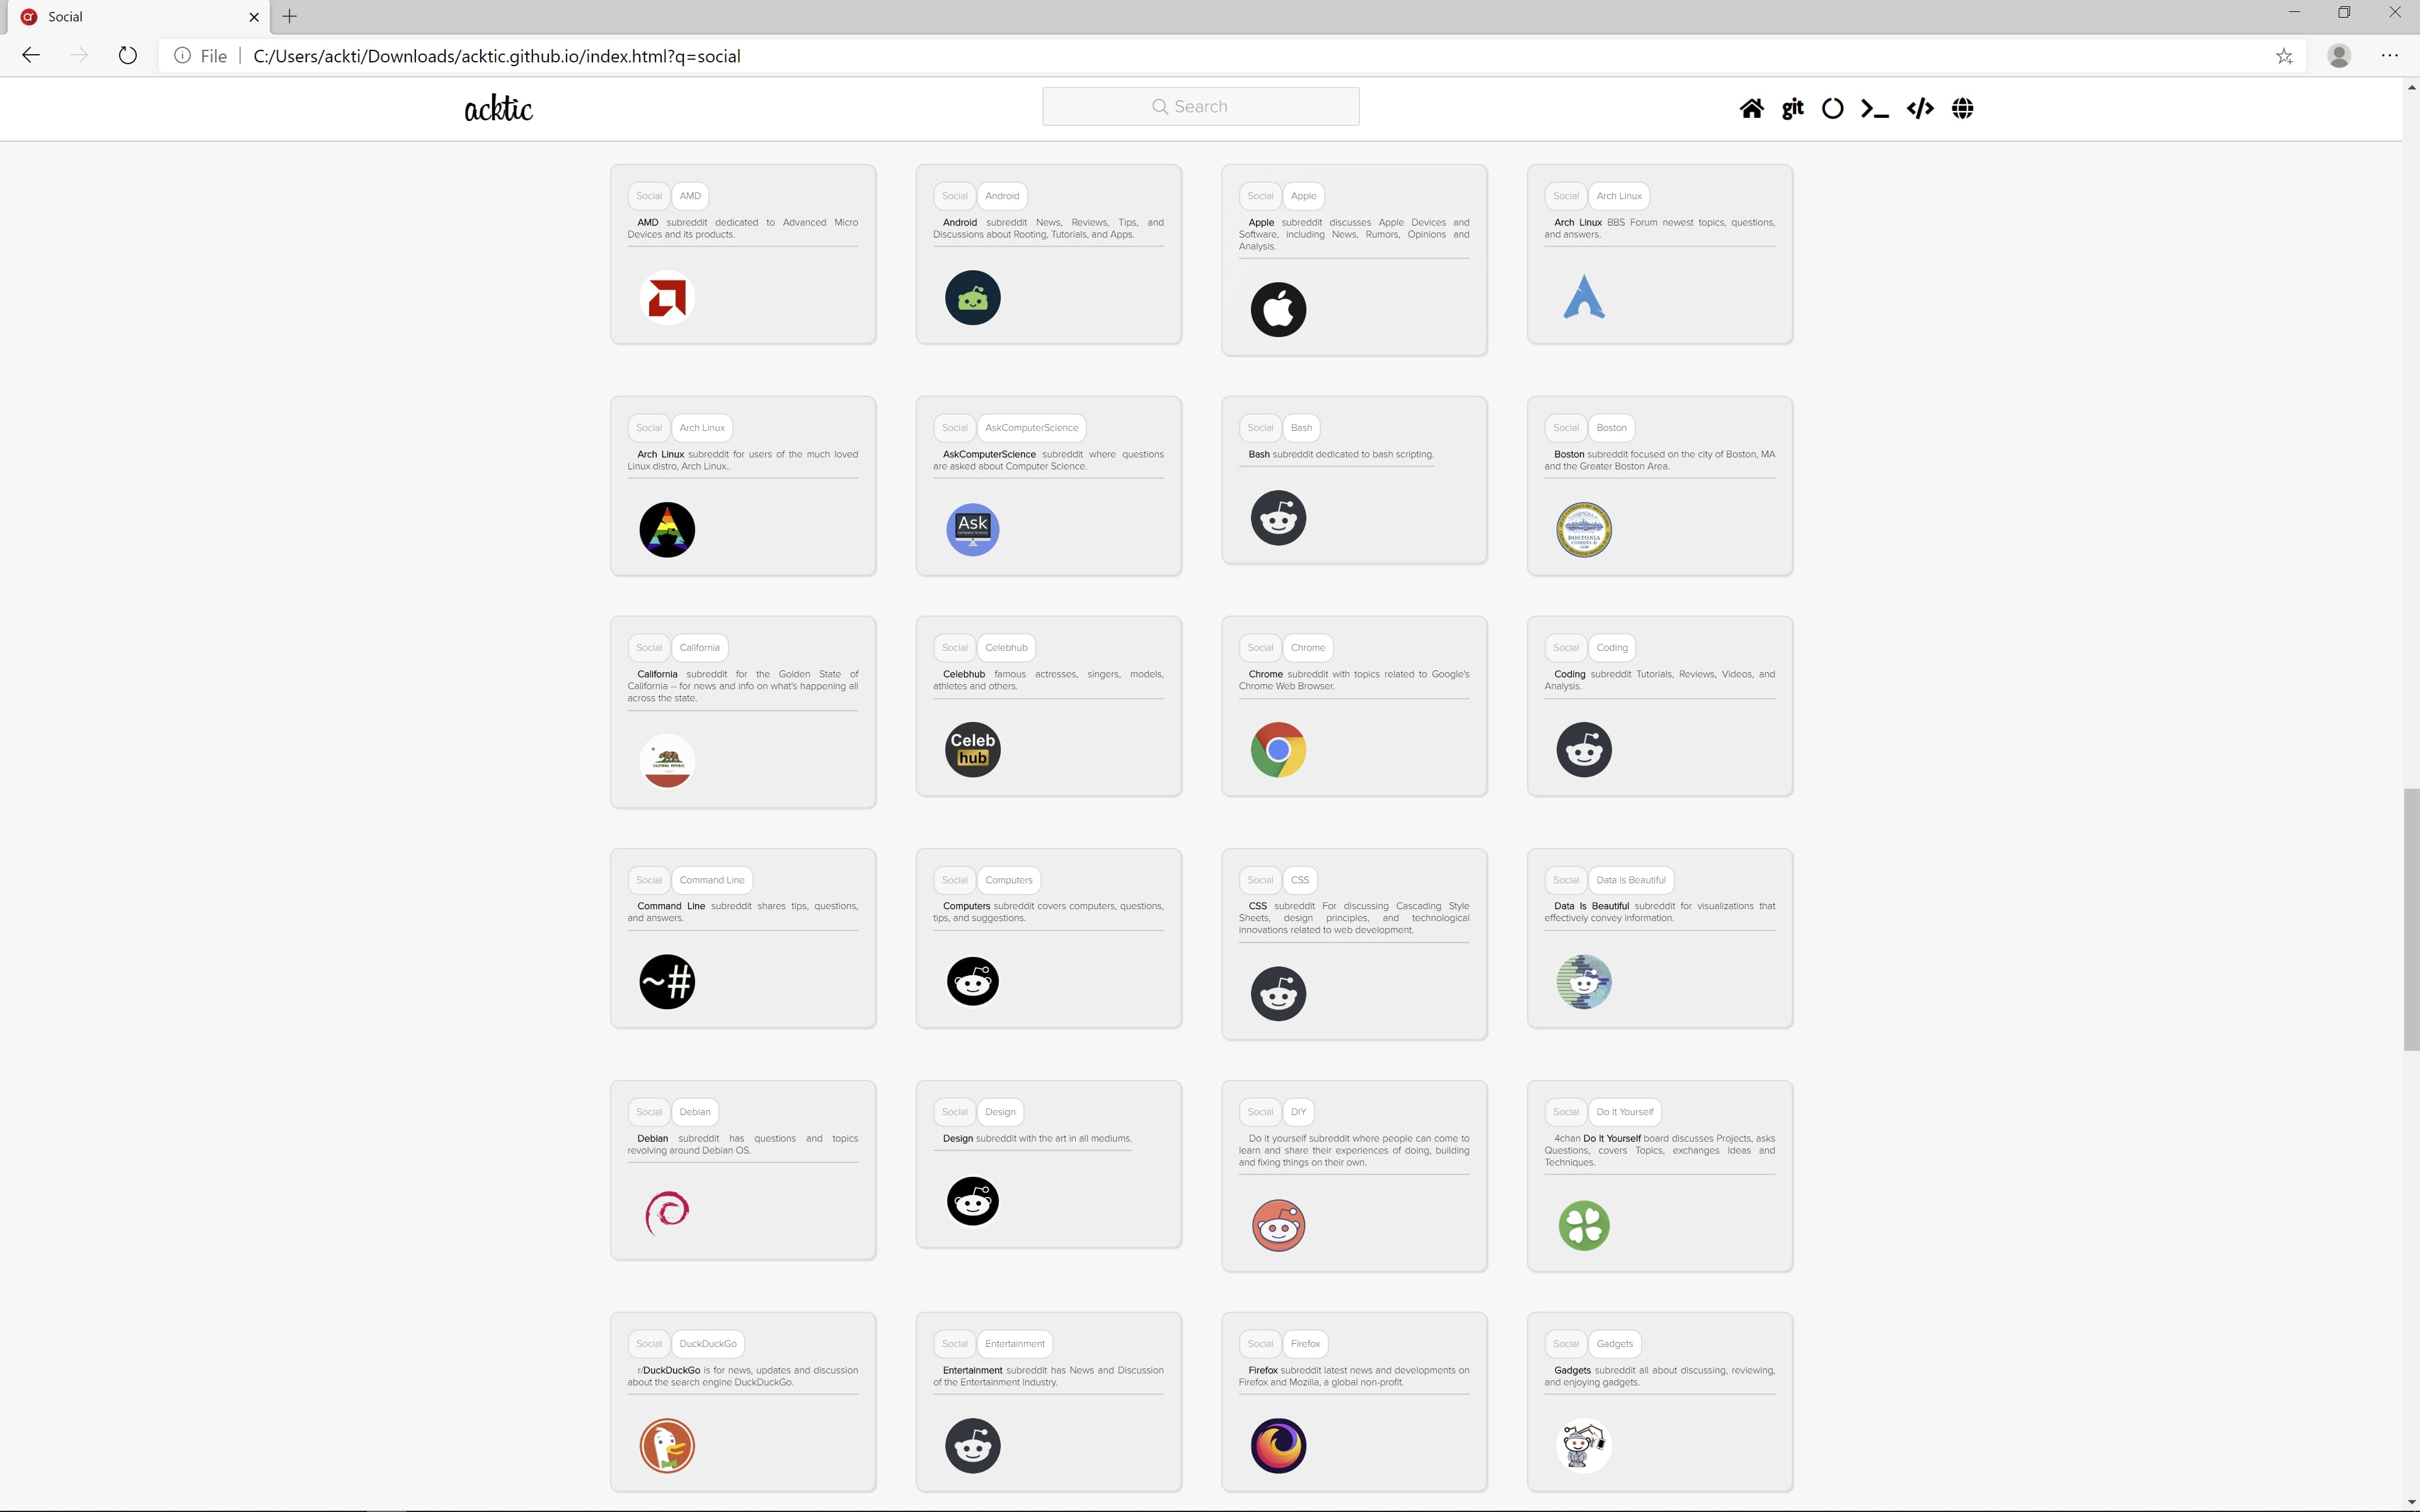 Social
File
C:/Users/ackti/Downloads/acktic.github.io/index.html?q=social
acktic
Search
git
Social AMD
AMD subreddit dedicated to Advanced Micro
Devices and its products.
Social Android
Android subreddit News, Reviews, Tips, and
Discussions about Rooting, Tutorials, and Apps.
Social Apple
Apple subreddit discusses Apple Devices and
Software, including News, Rumors, Opinions and
Analysis.
Social Arch Linux
Arch Linux BBS Forum newest topics, questions,
and answers.
Social Arch Linux
Arch Linux subreddit for users of the much loved
Linux distro, Arch Linux..
Social AskComputerScience
AskComputerScience subreddit where questions
are asked about Computer Science.
Ask
Computer Science
Social Bash
Bash subreddit dedicated to bash scripting.
Social Boston
Boston subreddit focused on the city of Boston, MA
and the Greater Boston Area.
BOSTONIA
Social California
California subreddit for the Golden State of
California -- for news and info on what's happening all
across the state.
CALIFORNIA REPUBLIC
Social Celebhub
Celebhub famous actresses, singers, models,
athletes and others.
Celeb
hub
Social Chrome
Chrome subreddit with topics related to Google's
Chrome Web Browser.
Social Coding
Coding subreddit Tutorials, Reviews, Videos, and
Analysis.
Social Command Line
Command Line subreddit shares tips, questions,
and answers.
~#
Social Computers
Computers subreddit covers computers, questions,
tips, and suggestions.
Social CSS
CSS subreddit For discussing Cascading Style
Sheets, design principles, and technological
innovations related to web development.
Social Data Is Beautiful
Data Is Beautiful subreddit for visualizations that
effectively convey information.
Social Debian
Debian subreddit has questions and topics
revolving around Debian OS.
Social Design
Design subreddit with the art in all mediums.
Social DIY
Do it yourself subreddit where people can come to
learn and share their experiences of doing, building
and fixing things on their own.
Social Do It Yourself
4chan Do It Yourself board discusses Projects, asks
Questions, covers Topics, exchanges Ideas and
Techniques.
Social DuckDuckGo
r/DuckDuckGo is for news, updates and discussion
about the search engine DuckDuckGo.
Social Entertainment
Entertainment subreddit has News and Discussion
of the Entertainment Industry.
Social Firefox
Firefox subreddit latest news and developments on
Firefox and Mozilla, a global non-profit.
Social Gadgets
Gadgets subreddit all about discussing, reviewing,
and enjoying gadgets.